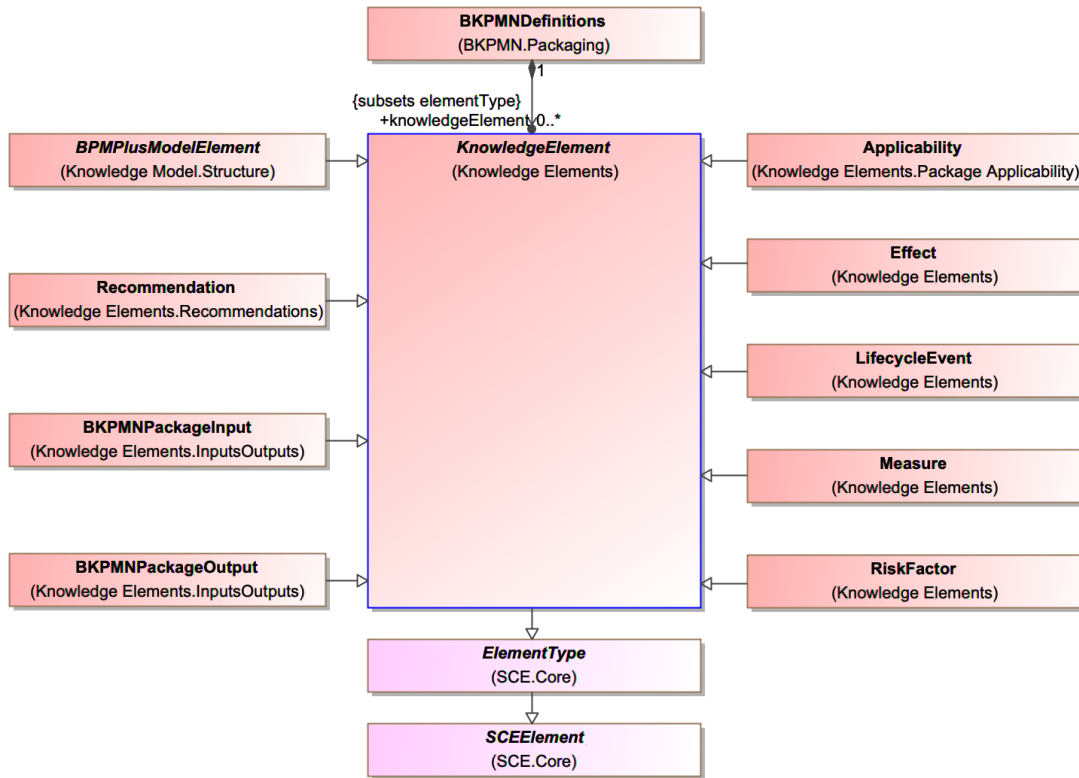 BKPMNDefinitions
(BKPMN.Packaging)
1
{subsets elementType}
+knowledgeElement 0..*
BPMPlusModelElement
(Knowledge Model.Structure)
KnowledgeElement
(Knowledge Elements)
Applicability
(Knowledge Elements.Package Applicability)
Effect
(Knowledge Elements)
Recommendation
(Knowledge Elements.Recommendations)
LifecycleEvent
(Knowledge Elements)
BKPMNPackageInput
(Knowledge Elements.InputsOutputs)
Measure
(Knowledge Elements)
BKPMNPackageOutput
(Knowledge Elements.InputsOutputs)
RiskFactor
(Knowledge Elements)
ElementType
(SCE.Core)
SCEElement
(SCE.Core)